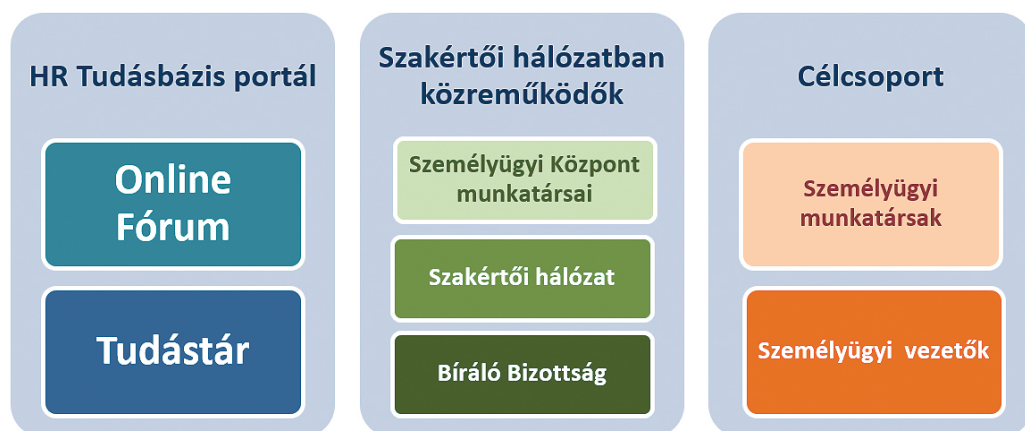 HR Tudásbázis portál
Online
Fórum
Tudástár
Szakértői hálózatban
közreműködők
Személyügyi Központ
munkatársai
Szakértői hálózat
Bíráló Bizottság
Célcsoport
Személyügyi
munkatársak
Személyügyi vezetők